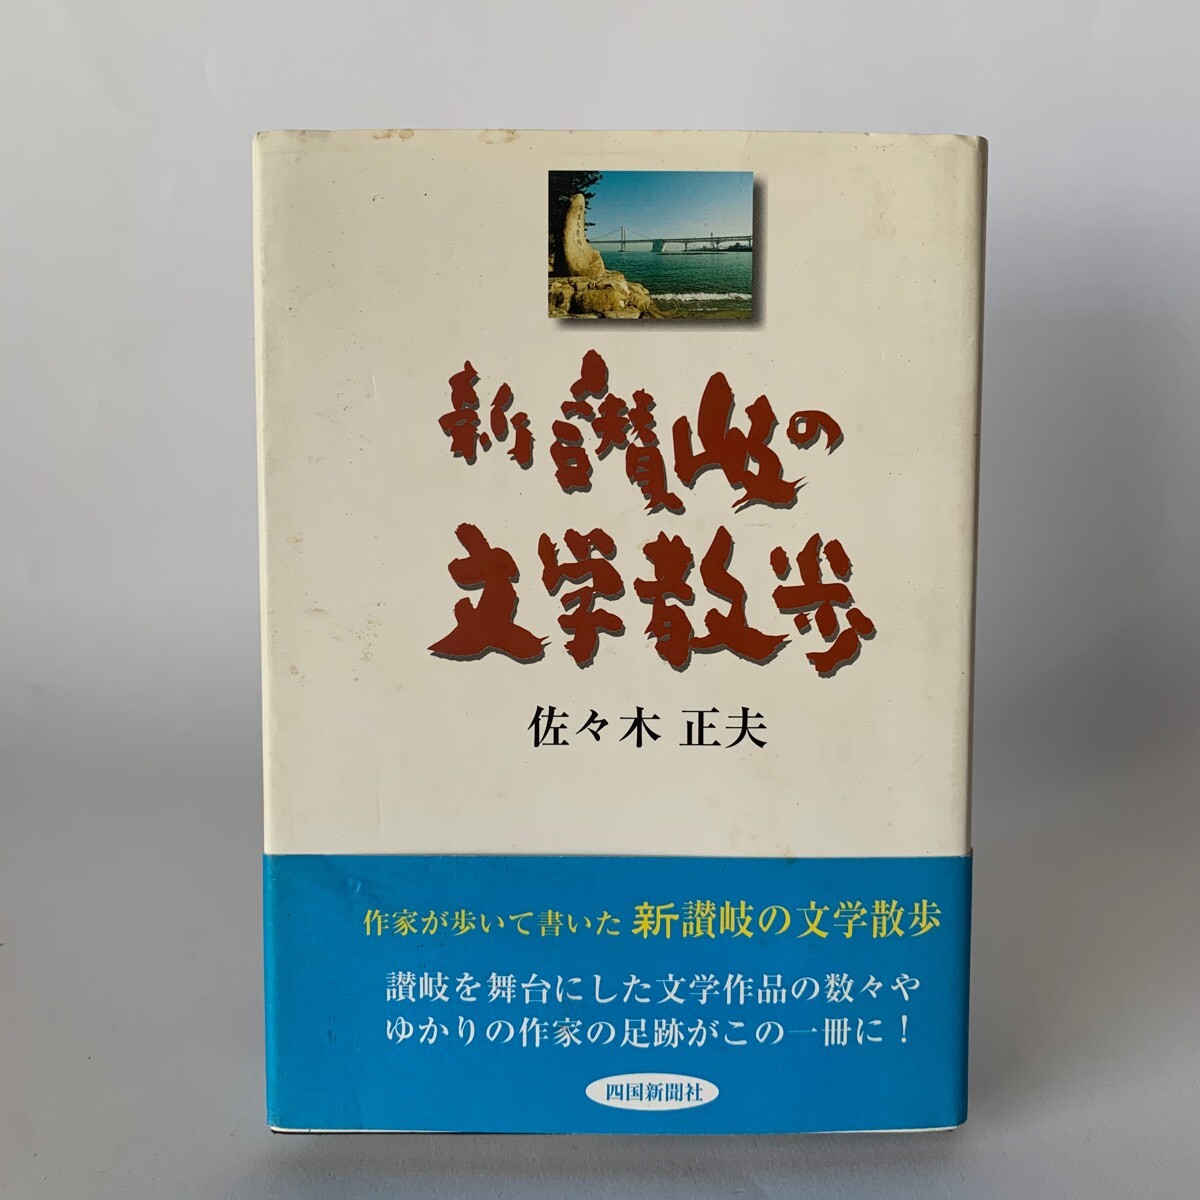 新讃岐の
文学散歩
佐々木 正夫
作家が歩いて書いた 新讃岐の文学散歩
讃岐を舞台にした文学作品の数々や
ゆかりの作家の足跡がこの一冊に！
四国新聞社